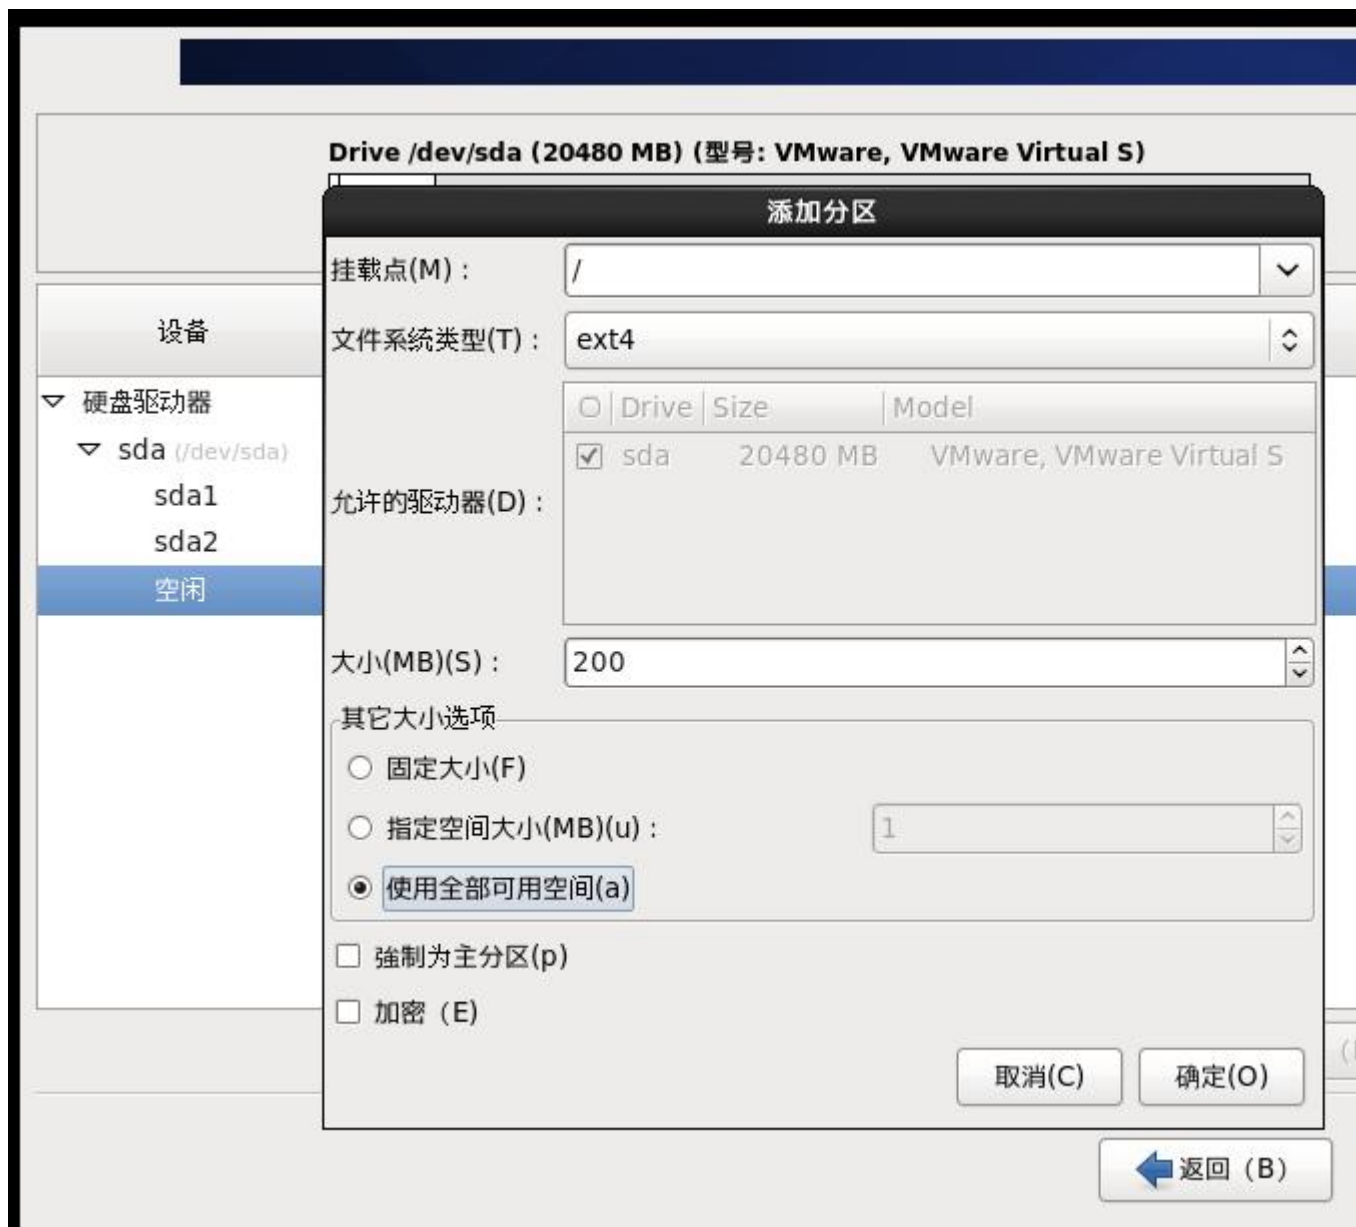 Drive /dev/sda (20480 MB) (型号: VMware, VMware Virtual S)
添加分区
挂载点(M)：
/
设备
文件系统类型(T)：
ext4
硬盘驱动器
sda (/dev/sda)
sda1
sda2
空闲
允许的驱动器(D)：
Drive Size Model
sda 20480 MB VMware, VMware Virtual S
大小(MB)(S)：
200
其它大小选项
固定大小(F)
指定空间大小(MB)(u)：
1
使用全部可用空间(a)
強制为主分区(p)
加密（E)
取消(C)
确定(O)
返回（B）